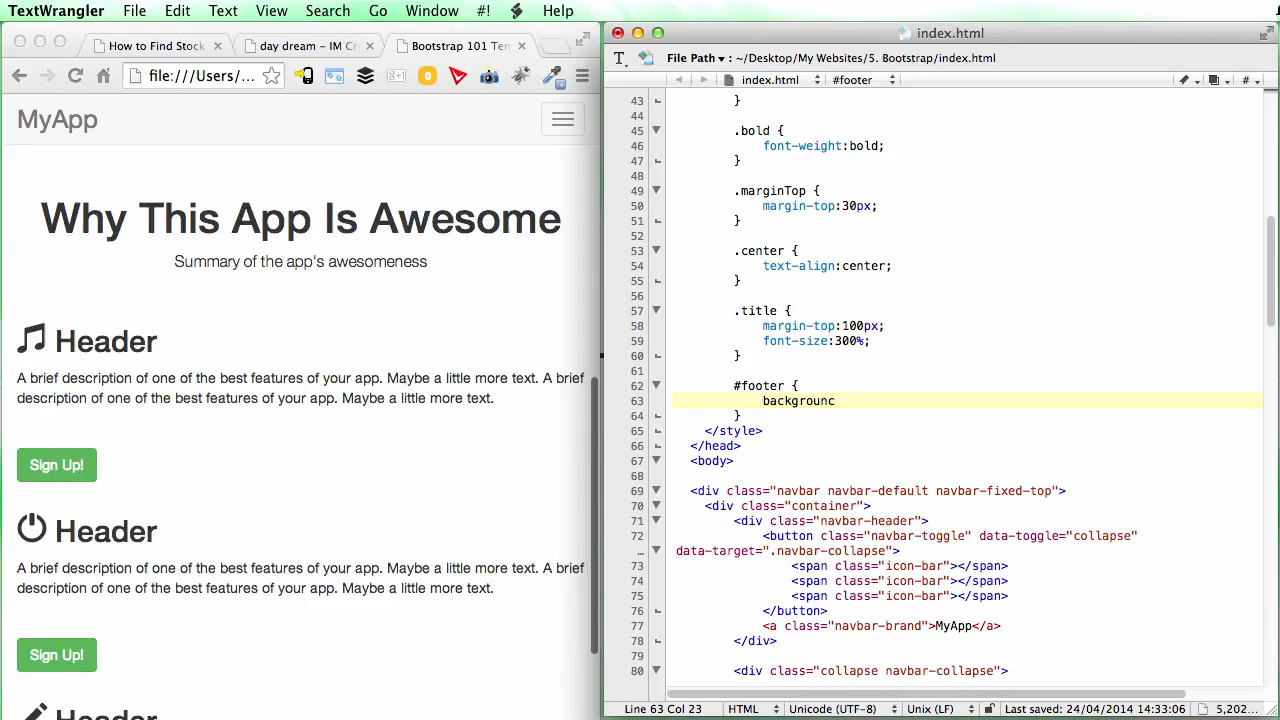 TextWrangler File Edit Text View Search Go Window #! Help
How to Find Stock
day dream – IM Cr
Bootstrap 101 Ten
file:///Users/...
MyApp
Why This App Is Awesome
Summary of the app's awesomeness
Header
A brief description of one of the best features of your app. Maybe a little more text. A brief
description of one of the best features of your app. Maybe a little more text.
Sign Up!
Header
A brief description of one of the best features of your app. Maybe a little more text. A brief
description of one of the best features of your app. Maybe a little more text.
Sign Up!
Header
index.html
File Path ▾ : ~/Desktop/My Websites/5. Bootstrap/index.html
index.html #footer #
43 }
44
45 .bold {
46 font-weight:bold;
47 }
48
49 .marginTop {
50 margin-top:30px;
51 }
52
53 .center {
54 text-align:center;
55 }
56
57 .title {
58 margin-top:100px;
59 font-size:300%;
60 }
61
62 #footer {
63 backgrounc
64 }
65 </style>
66 </head>
67 <body>
68
69 <div class="navbar navbar-default navbar-fixed-top">
70 <div class="container">
71 <div class="navbar-header">
72 <button class="navbar-toggle" data-toggle="collapse"
… data-target=".navbar-collapse">
73 <span class="icon-bar"></span>
74 <span class="icon-bar"></span>
75 <span class="icon-bar"></span>
76 </button>
77 <a class="navbar-brand">MyApp</a>
78 </div>
79
80 <div class="collapse navbar-collapse">
Line 63 Col 23 HTML Unicode (UTF-8) Unix (LF) Last saved: 24/04/2014 14:33:06 5,202...